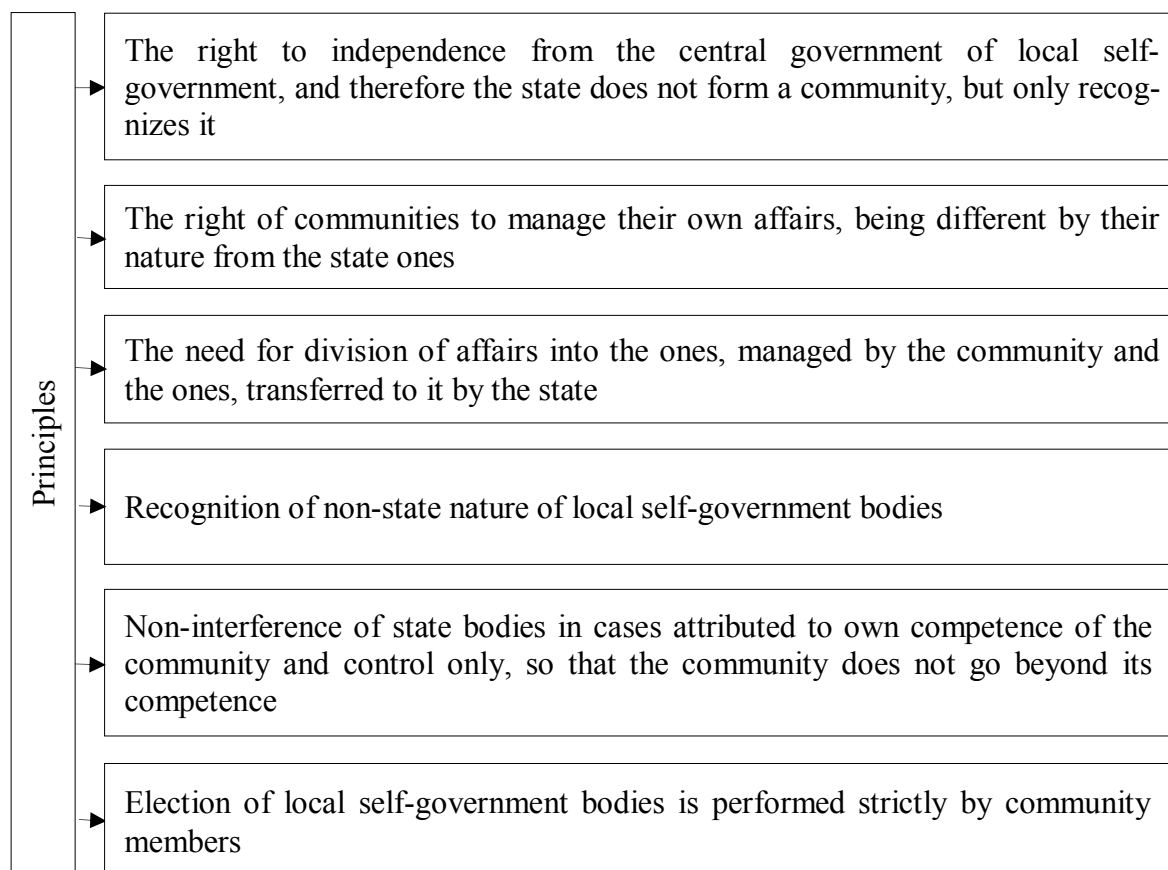 Principles
The right to independence from the central government of local self-
government, and therefore the state does not form a community, but only recog-
nizes it
The right of communities to manage their own affairs, being different by their
nature from the state ones
The need for division of affairs into the ones, managed by the community and
the ones, transferred to it by the state
Recognition of non-state nature of local self-government bodies
Non-interference of state bodies in cases attributed to own competence of the
community and control only, so that the community does not go beyond its
competence
Election of local self-government bodies is performed strictly by community
members